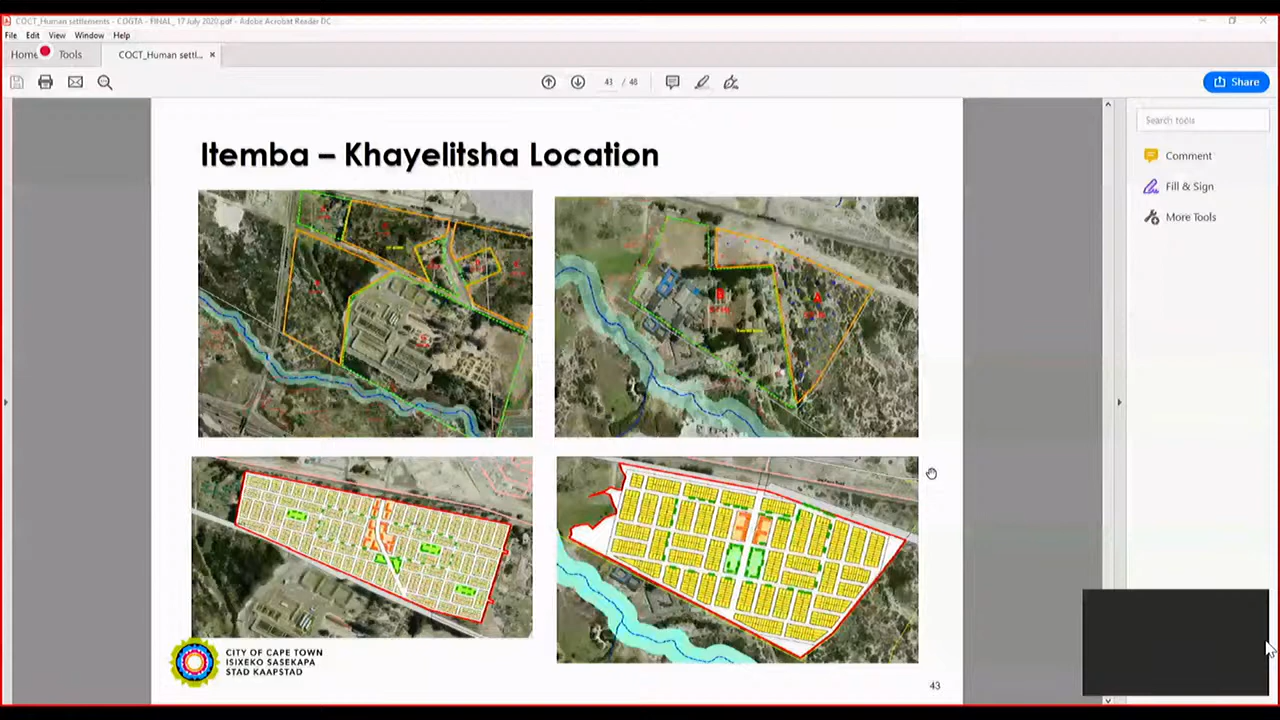 COCT_Human settlements - COGTA - FINAL_ 17 July 2020.pdf - Adobe Acrobat Reader DC
File Edit View Window Help
Home Tools COCT_Human settl... ×
43 / 48
Share
Search tools
Comment
Fill & Sign
More Tools
Itemba – Khayelitsha Location
B
A
CITY OF CAPE TOWN
ISIXEKO SASEKAPA
STAD KAAPSTAD
43